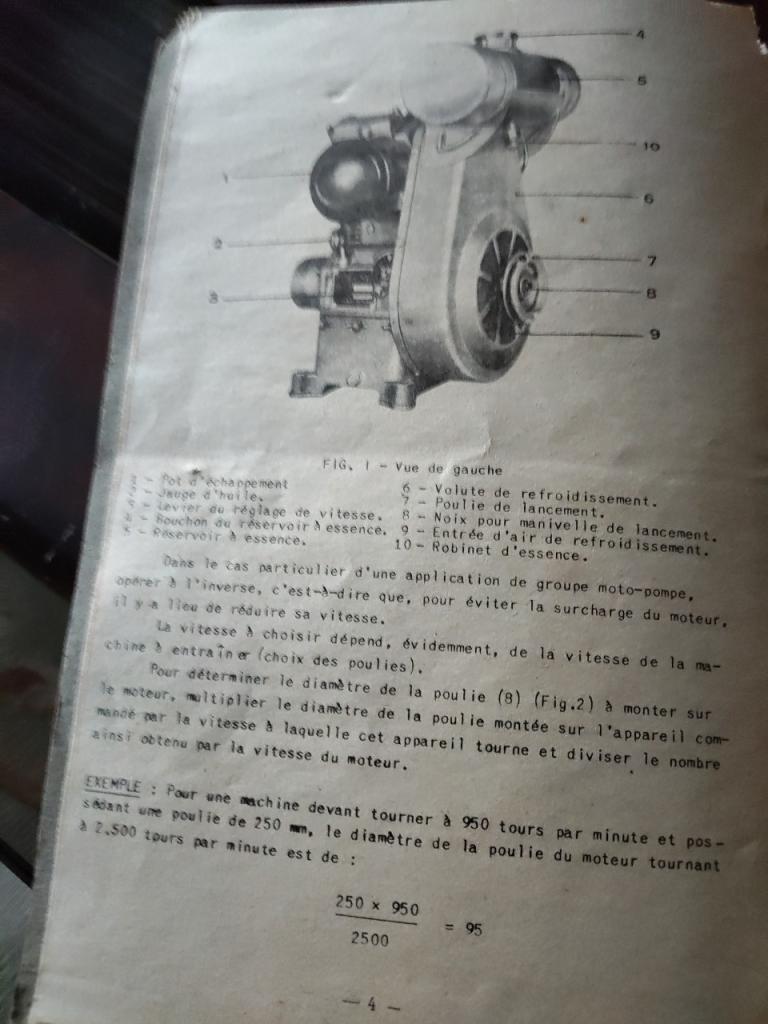 4
5
10
1
6
2
7
3
8
9
FIG. 1 - Vue de gauche
1 - Pot d'échappement
2 - Jauge d'huile.
3 - Levier du réglage de vitesse.
4 - Bouchon du réservoir à essence.
5 - Réservoir à essence.
6 - Volute de refroidissement.
7 - Poulie de lancement.
8 - Noix pour manivelle de lancement.
9 - Entrée d'air de refroidissement.
10 - Robinet d'essence.
Dans le cas particulier d'une application de groupe moto-pompe,
opérer à l'inverse, c'est-à-dire que, pour éviter la surcharge du moteur,
il y a lieu de réduire sa vitesse.
La vitesse à choisir dépend, évidemment, de la vitesse de la ma-
chine à entraîner (choix des poulies).
Pour déterminer le diamètre de la poulie (8) (Fig.2) à monter sur
le moteur, multiplier le diamètre de la poulie montée sur l'appareil com-
mandé par la vitesse à laquelle cet appareil tourne et diviser le nombre
ainsi obtenu par la vitesse du moteur.
EXEMPLE : Pour une machine devant tourner à 950 tours par minute et pos-
sédant une poulie de 250 mm, le diamètre de la poulie du moteur tournant
à 2.500 tours par minute est de :
250 x 950
= 95
2500
- 4 -